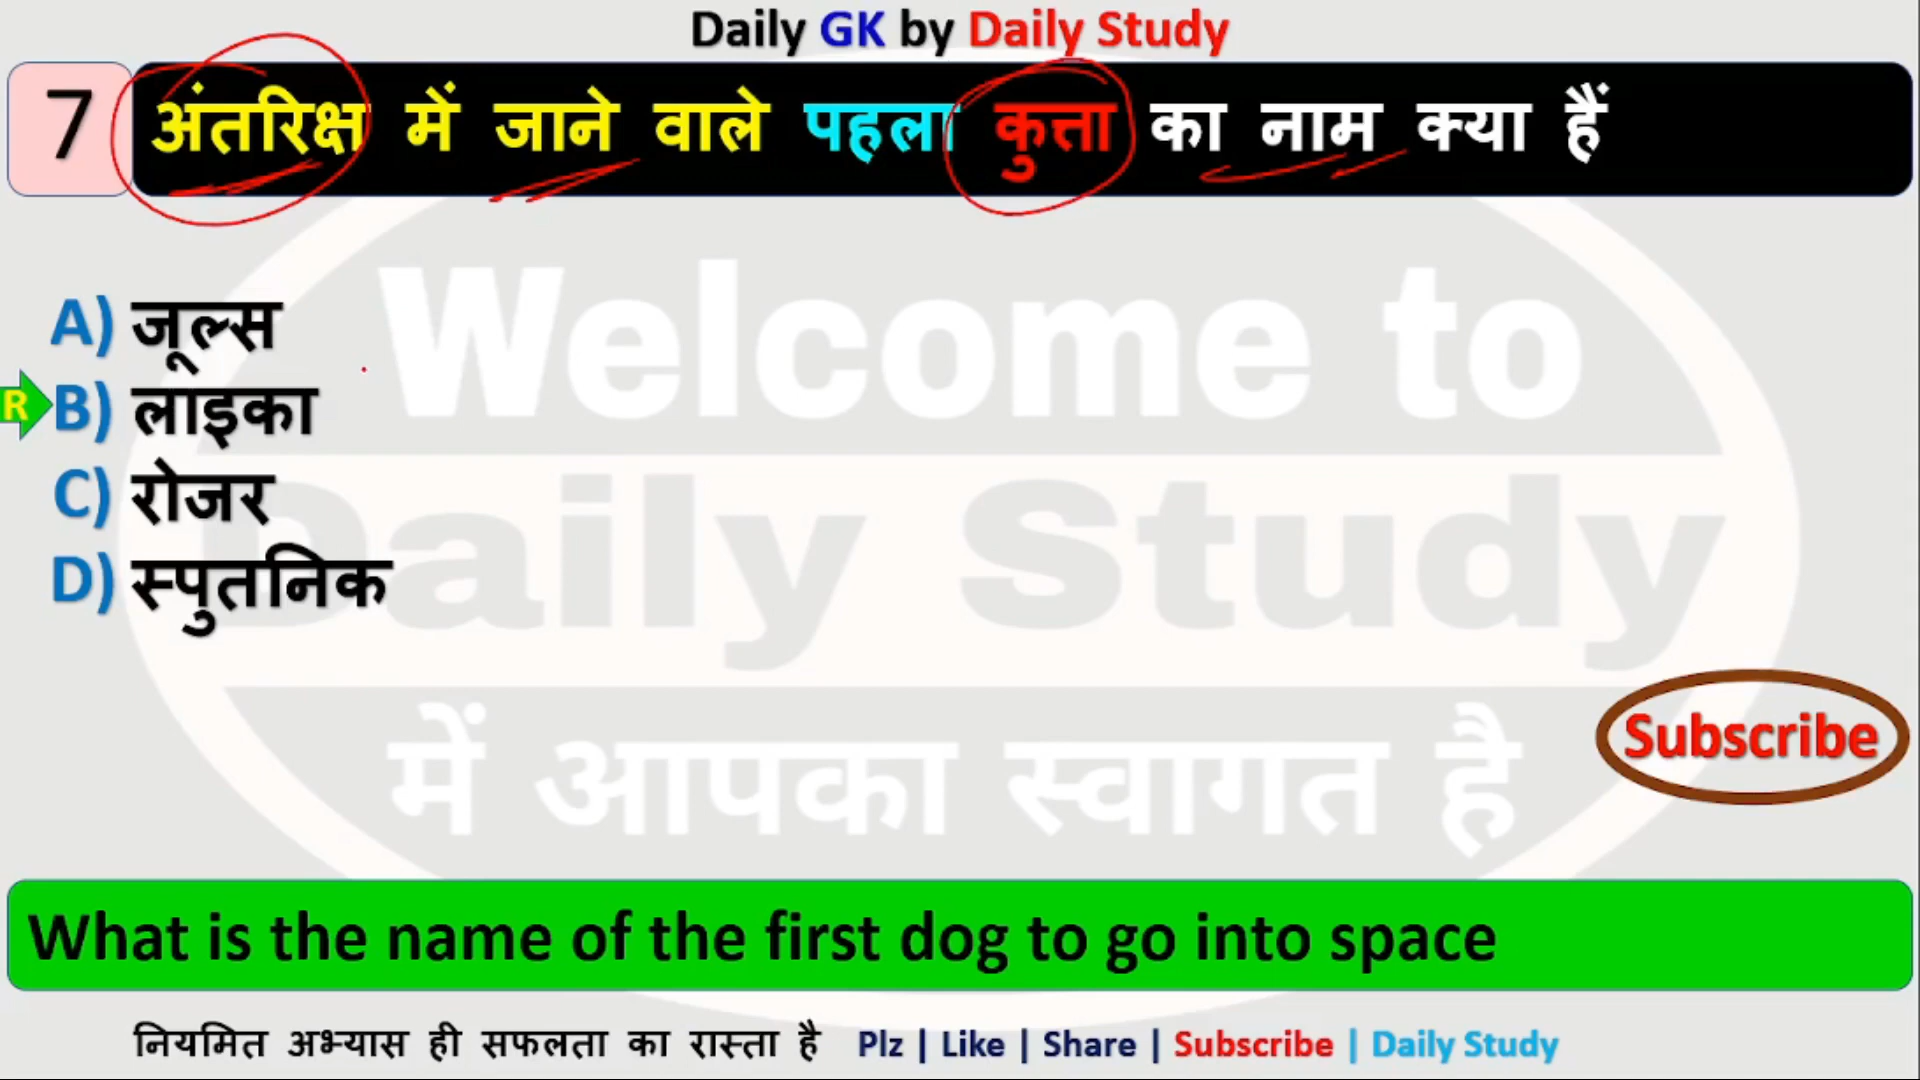 Daily GK by Daily Study
7 अंतरिक्ष में जाने वाले पहला कुत्ता का नाम क्या हैं
Welcome to
A) जूल्स
R B) लाइका
C) रोजर
Daily Study
D) स्पुतनिक
Subscribe
में आपका स्वागत है
What is the name of the first dog to go into space
नियमित अभ्यास ही सफलता का रास्ता है Plz | Like | Share | Subscribe | Daily Study